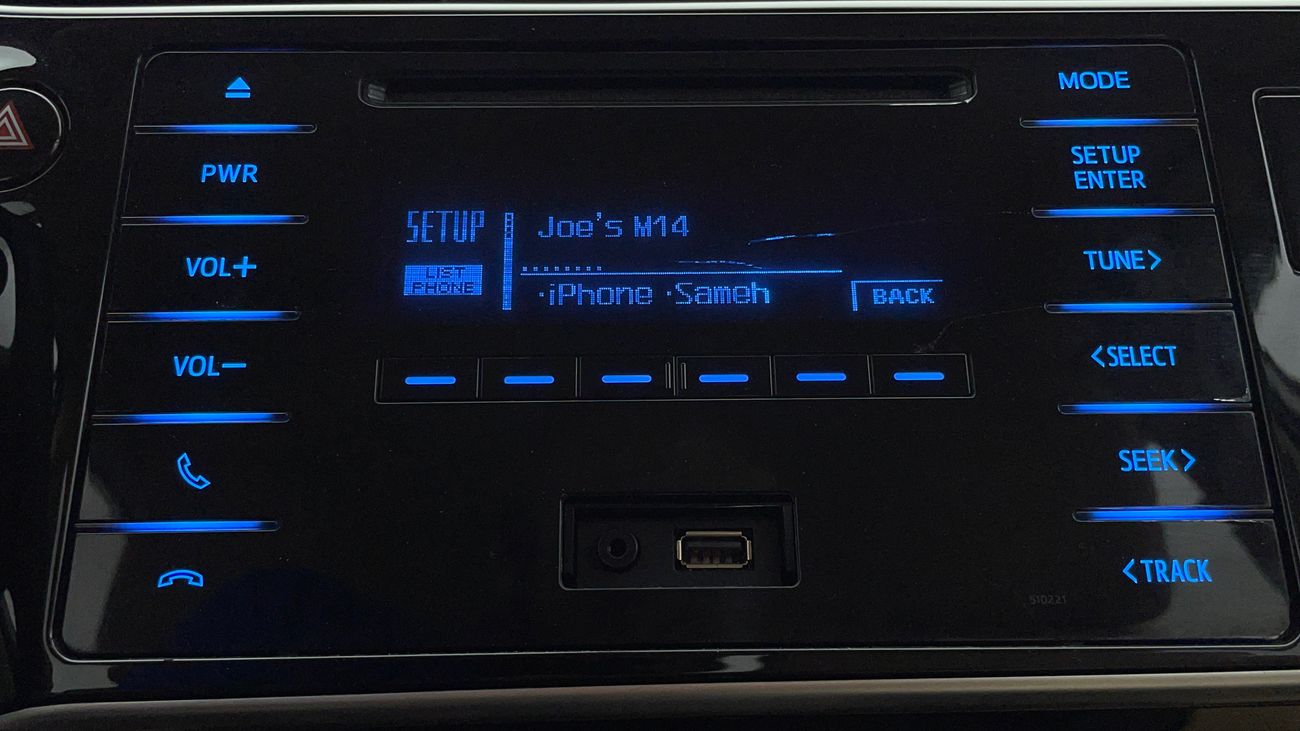 MODE
PWR
SETUP
ENTER
SETUP
Joe's M14
VOL+
TUNE>
LIST
PHONE
·iPhone ·Sameh
BACK
VOL−
<SELECT
SEEK>
<TRACK
510221